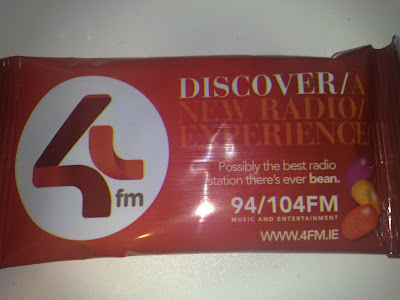 4 fm
DISCOVER/A
NEW RADIO/
EXPERIENCE
Possibly the best radio
station there's ever bean.
94/104FM
MUSIC AND ENTERTAINMENT
WWW.4FM.IE